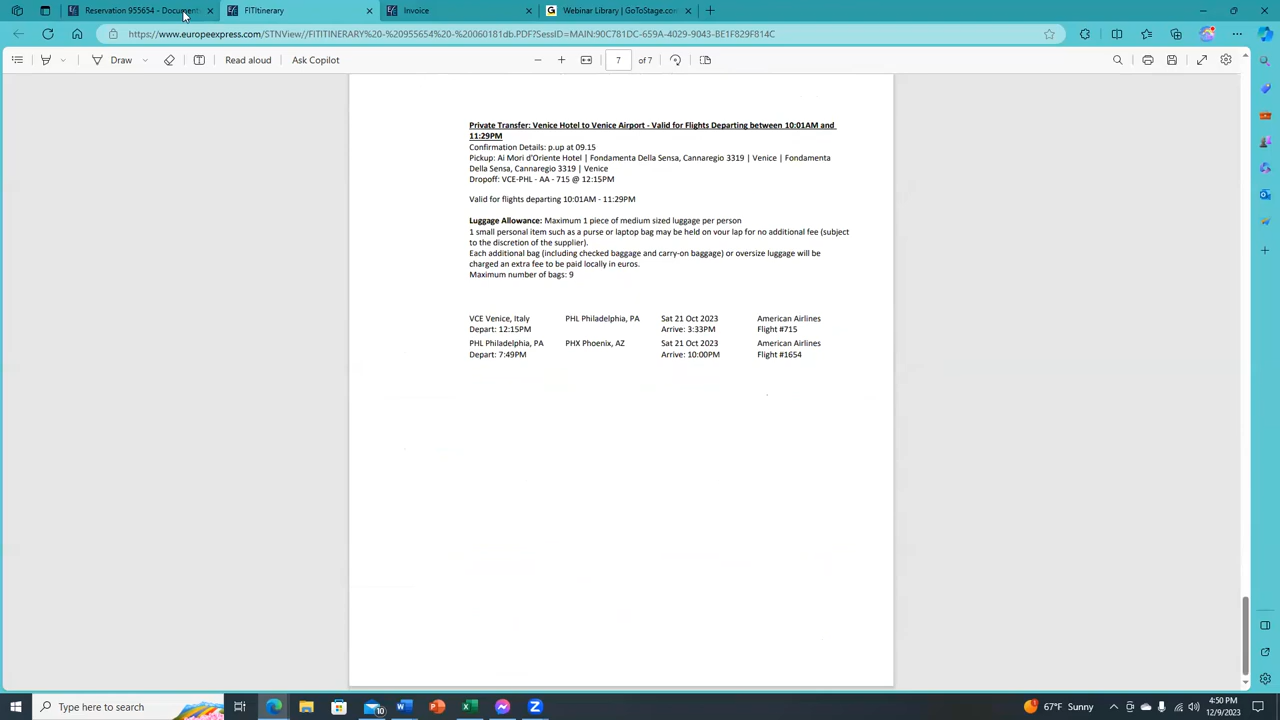 Reservation 955654 - Document
FITItinerary
Invoice
Webinar Library | GoToStage.com
https://www.europeexpress.com/STNView//FITITINERARY%20-%20955654%20-%20060181db.PDF?SessID=MAIN:90C781DC-659A-4029-9043-BE1F829F814C
Draw
Read aloud
Ask Copilot
7 of 7
Private Transfer: Venice Hotel to Venice Airport - Valid for Flights Departing between 10:01AM and
11:29PM
Confirmation Details: p.up at 09.15
Pickup: Ai Mori d'Oriente Hotel | Fondamenta Della Sensa, Cannaregio 3319 | Venice | Fondamenta
Della Sensa, Cannaregio 3319 | Venice
Dropoff: VCE-PHL - AA - 715 @ 12:15PM
Valid for flights departing 10:01AM - 11:29PM
Luggage Allowance: Maximum 1 piece of medium sized luggage per person
1 small personal item such as a purse or laptop bag may be held on your lap for no additional fee (subject
to the discretion of the supplier).
Each additional bag (including checked baggage and carry-on baggage) or oversize luggage will be
charged an extra fee to be paid locally in euros.
Maximum number of bags: 9
VCE Venice, Italy PHL Philadelphia, PA Sat 21 Oct 2023 American Airlines
Depart: 12:15PM Arrive: 3:33PM Flight #715
PHL Philadelphia, PA PHX Phoenix, AZ Sat 21 Oct 2023 American Airlines
Depart: 7:49PM Arrive: 10:00PM Flight #1654
Type here to search
10
67°F Sunny
4:50 PM
12/9/2023